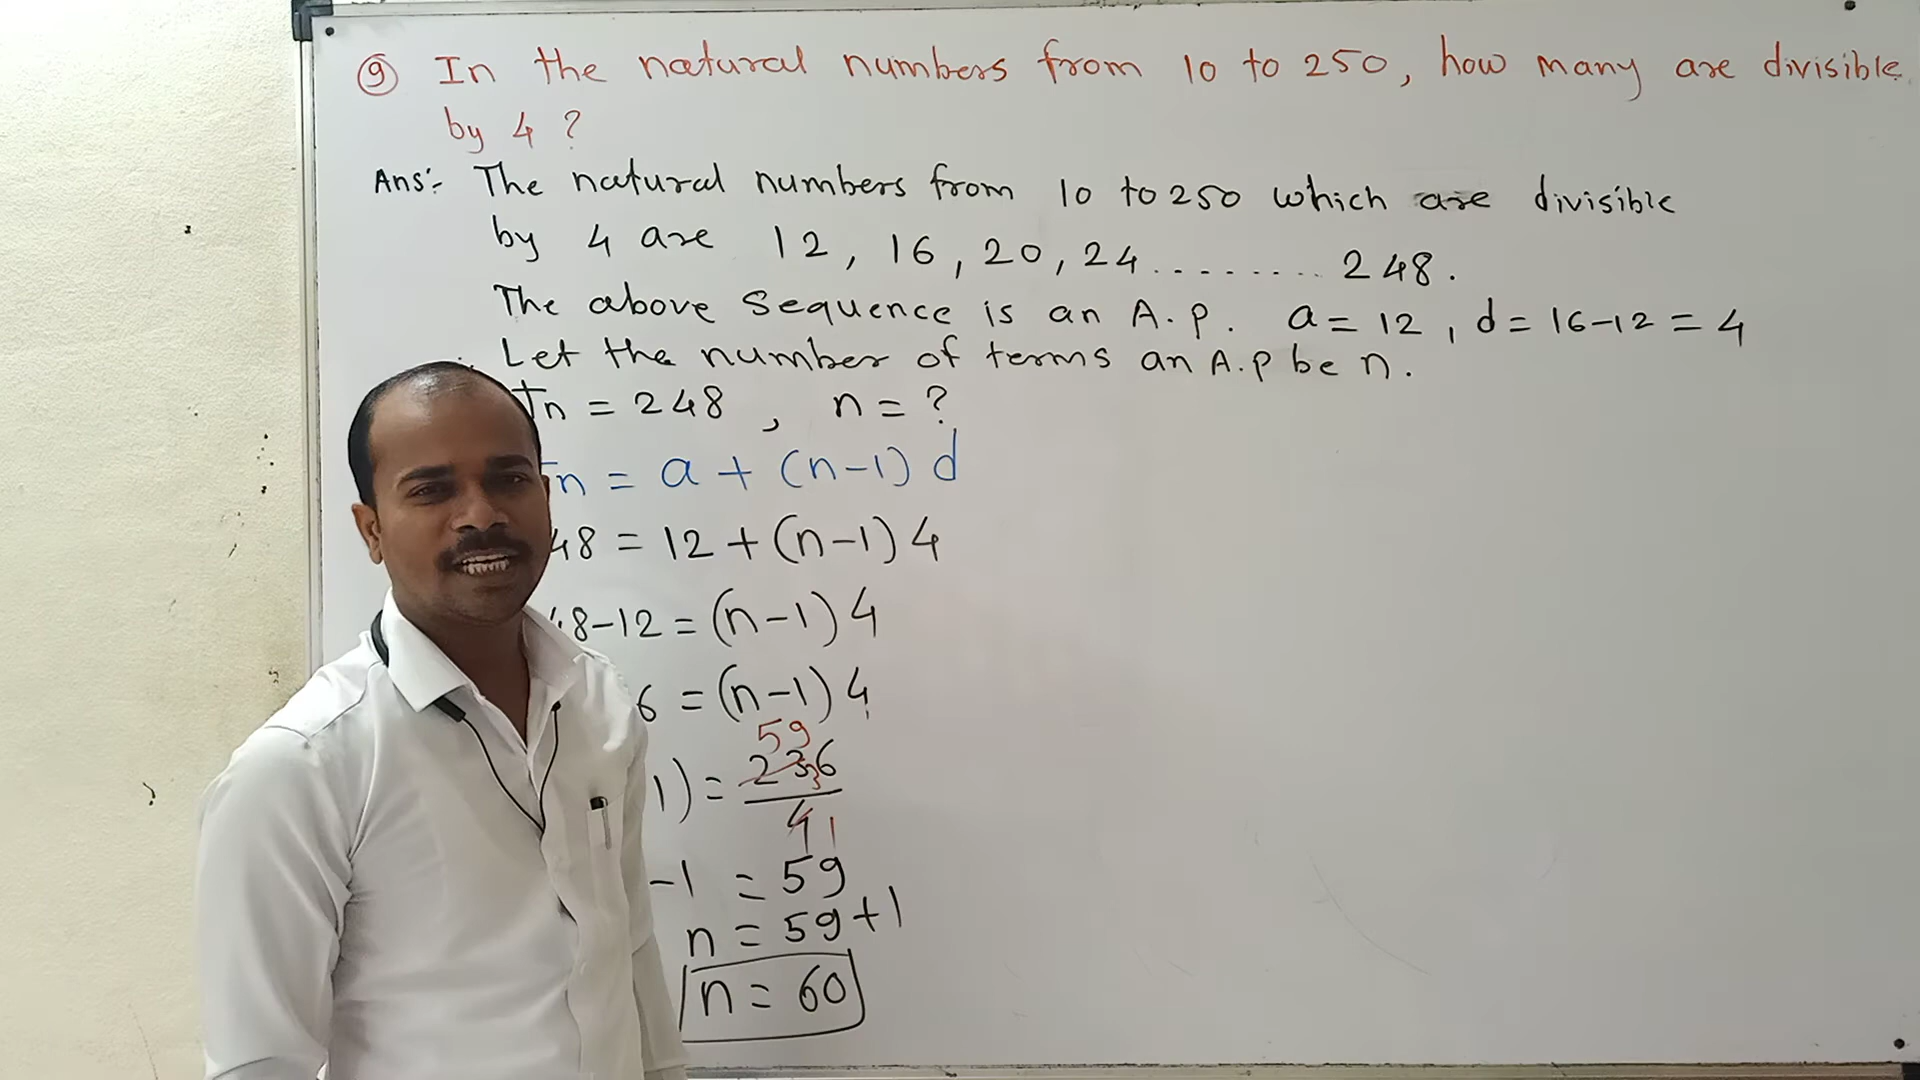 9 In the natural numbers from 10 to 250, how many are divisible
by 4 ?
Ans:- The natural numbers from 10 to 250 which are divisible
by 4 are 12, 16, 20, 24 ........ 248.
The above sequence is an A.P. a = 12, d = 16-12 = 4
Let the number of terms an A.P be n.
Tn = 248, n = ?
Tn = a + (n-1) d
48 = 12 + (n-1) 4
48-12 = (n-1) 4
6 = (n-1) 4
59
1) = 236
4 1
-1 = 59
n = 59+1
n = 60